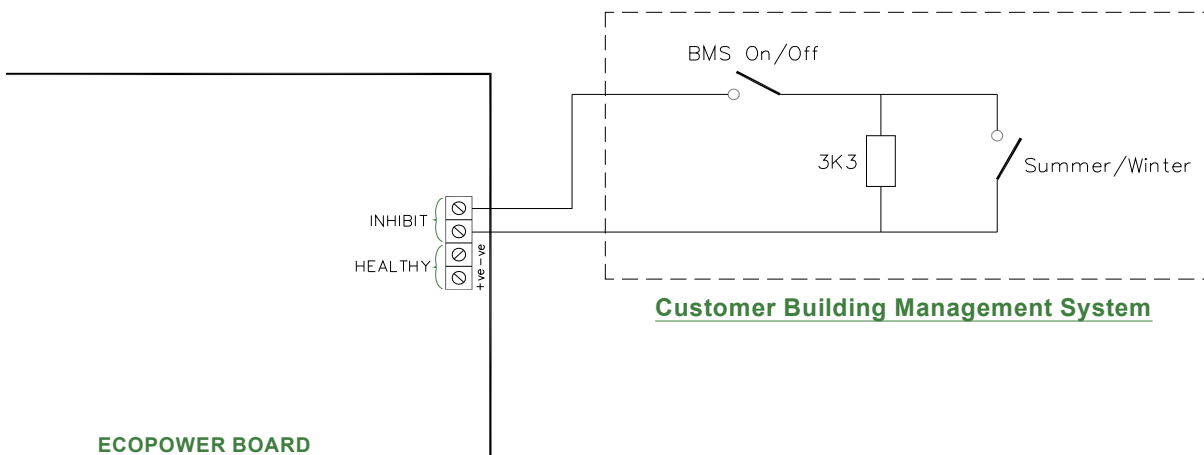 BMS On/Off
3K3
Summer/Winter
INHIBIT
HEALTHY
+ve -ve
Customer Building Management System
ECOPOWER BOARD